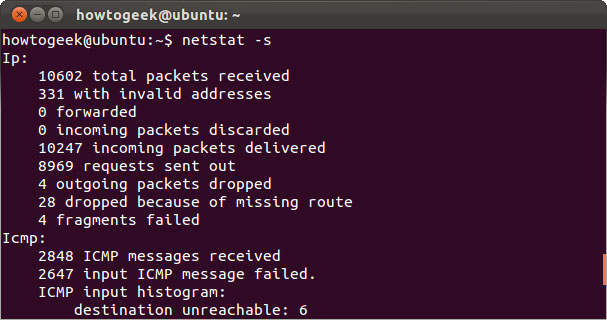 howtogeek@ubuntu: ~
howtogeek@ubuntu:~$ netstat -s
Ip:
    10602 total packets received
    331 with invalid addresses
    0 forwarded
    0 incoming packets discarded
    10247 incoming packets delivered
    8969 requests sent out
    4 outgoing packets dropped
    28 dropped because of missing route
    4 fragments failed
Icmp:
    2848 ICMP messages received
    2647 input ICMP message failed.
    ICMP input histogram:
        destination unreachable: 6